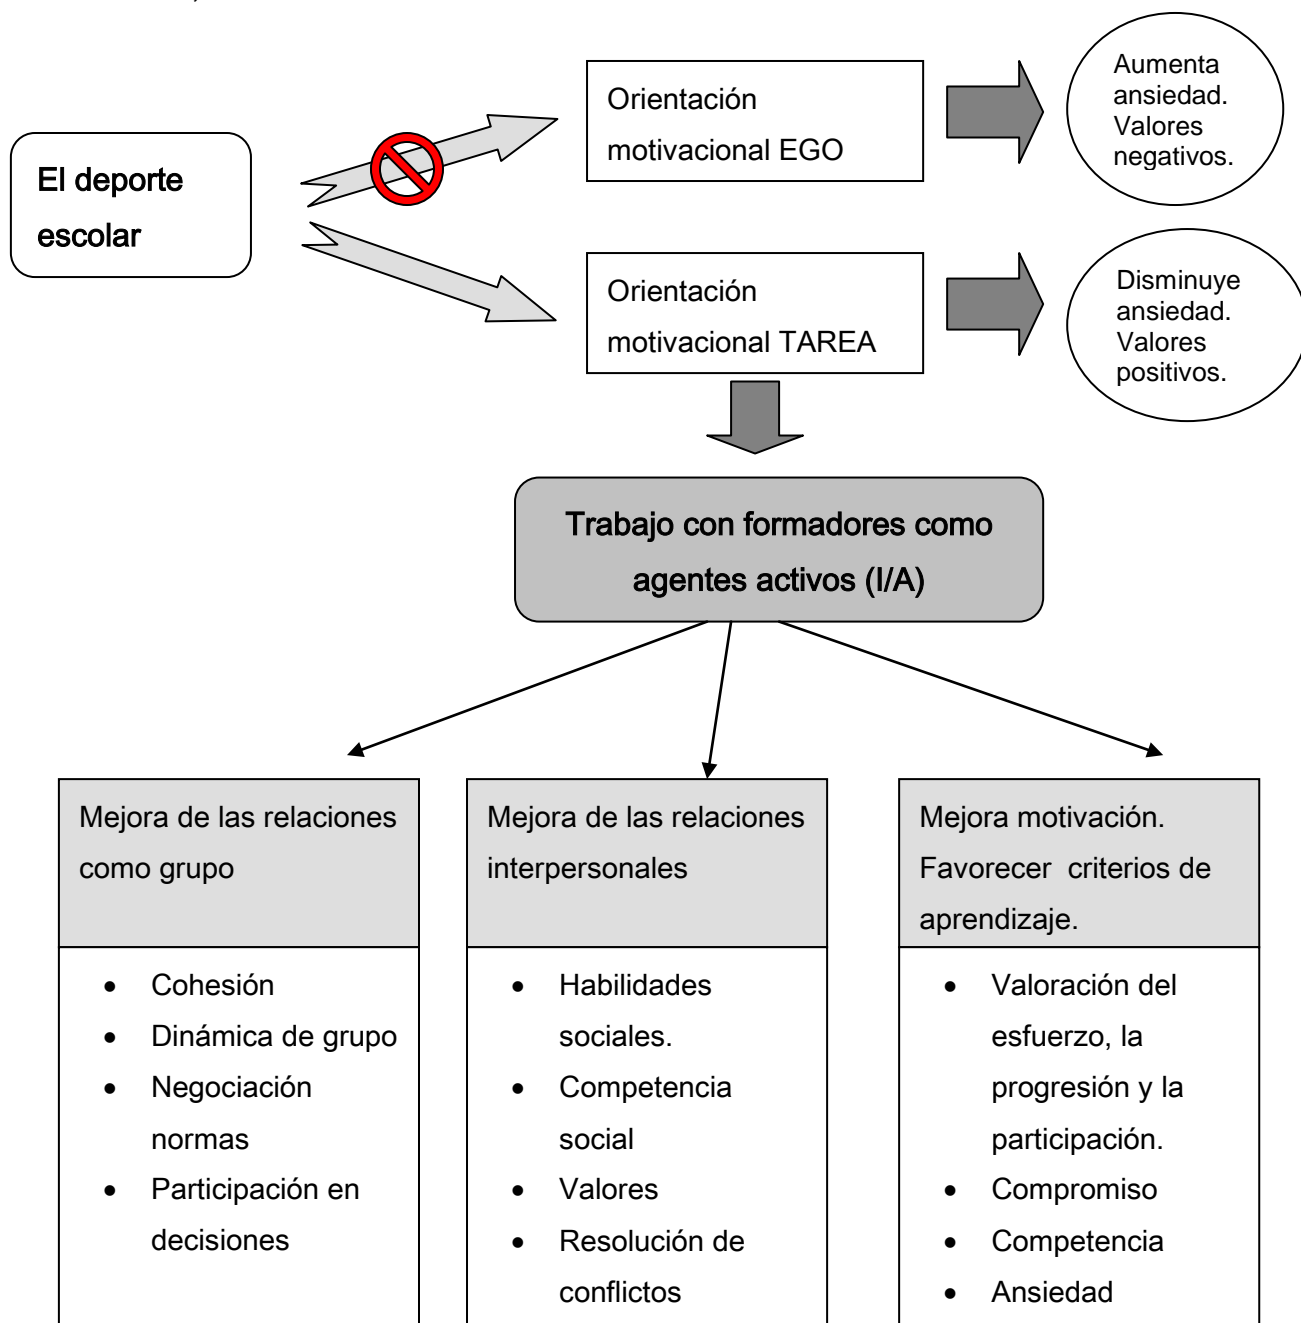 El deporte
escolar
Orientación
motivacional EGO
Aumenta
ansiedad.
Valores
negativos.
Orientación
motivacional TAREA
Disminuye
ansiedad.
Valores
positivos.
Trabajo con formadores como
agentes activos (I/A)
Mejora de las relaciones
como grupo
• Cohesión
• Dinámica de grupo
• Negociación
normas
• Participación en
decisiones
Mejora de las relaciones
interpersonales
• Habilidades
sociales.
• Competencia
social
• Valores
• Resolución de
conflictos
Mejora motivación.
Favorecer  criterios de
aprendizaje.
• Valoración del
esfuerzo, la
progresión y la
participación.
• Compromiso
• Competencia
• Ansiedad